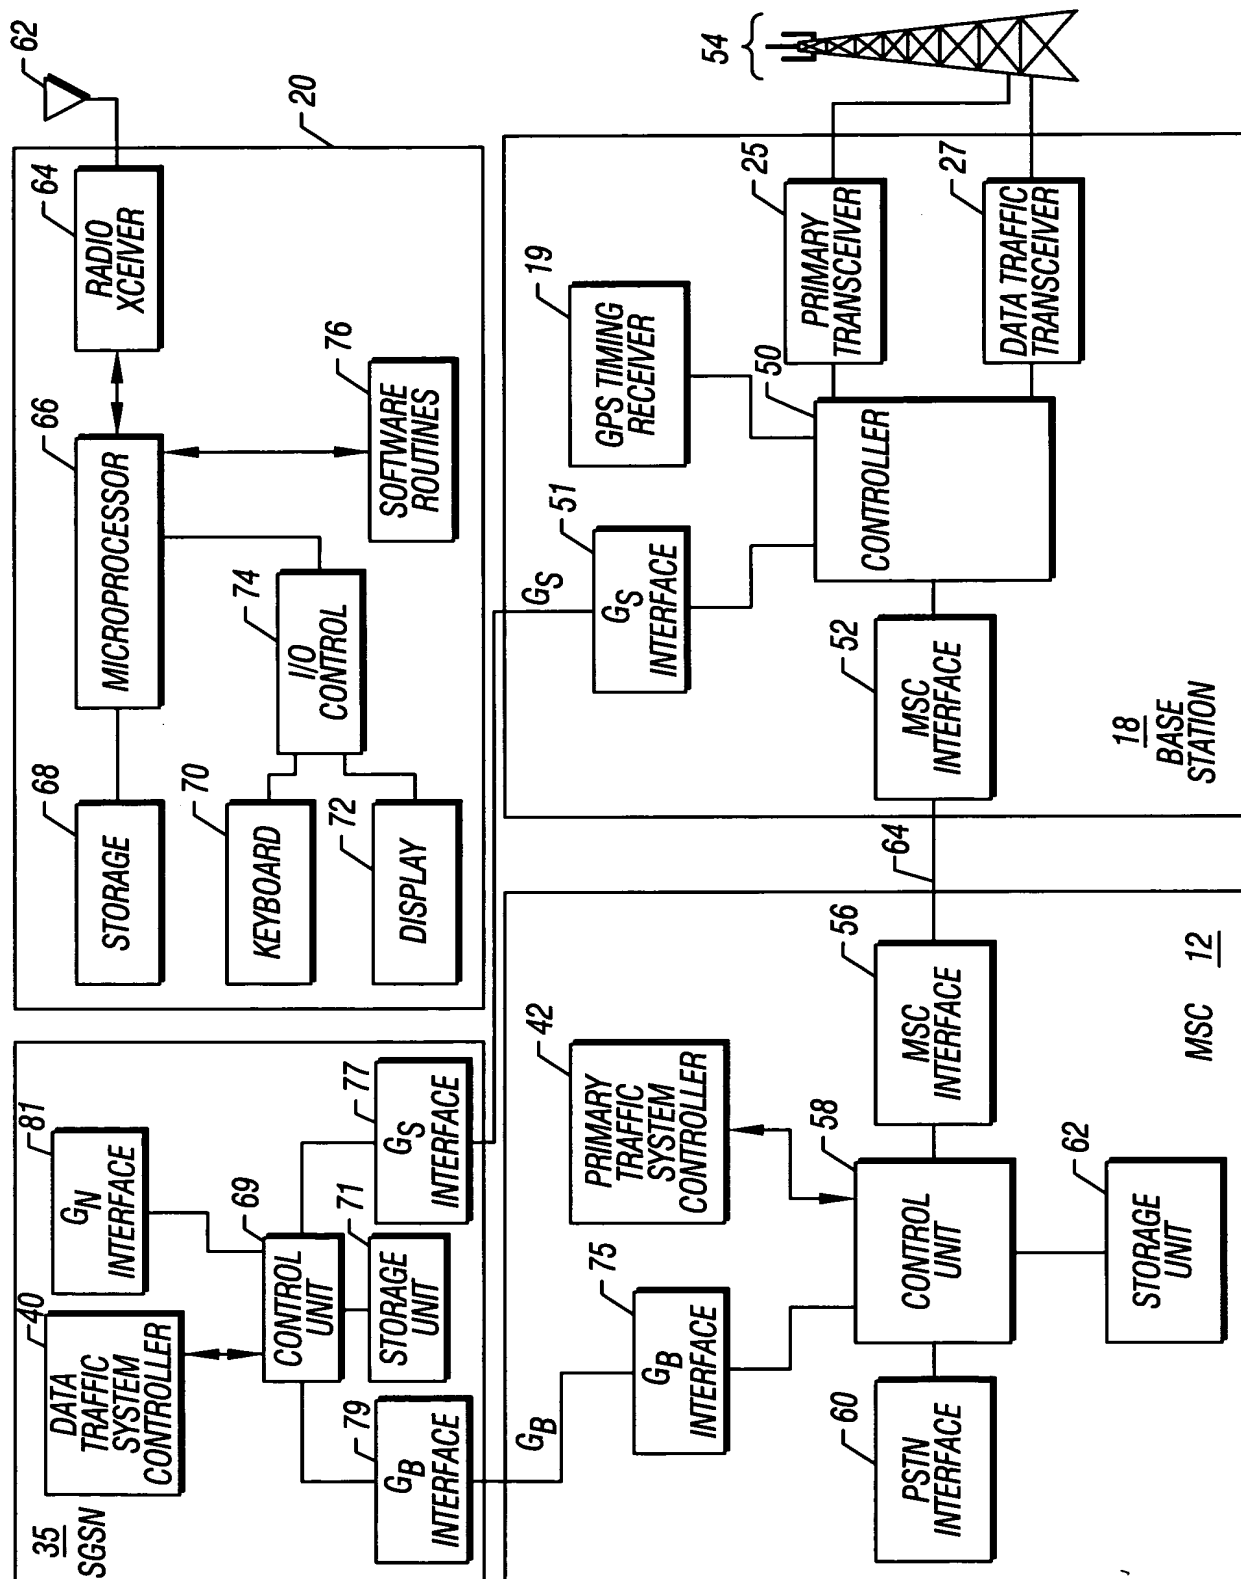 35
SGSN
40
DATA
TRAFFIC
SYSTEM
CONTROLLER
81
GN
INTERFACE
69
CONTROL
UNIT
71
STORAGE
UNIT
77
GS
INTERFACE
79
GB
INTERFACE
20
62
64
RADIO
XCEIVER
66
MICROPROCESSOR
68
STORAGE
70
KEYBOARD
72
DISPLAY
74
I/O
CONTROL
76
SOFTWARE
ROUTINES
GB
GS
MSC 12
75
GB
INTERFACE
42
PRIMARY
TRAFFIC
SYSTEM
CONTROLLER
58
CONTROL
UNIT
60
PSTN
INTERFACE
56
MSC
INTERFACE
62
STORAGE
UNIT
64
18
BASE
STATION
51
GS
INTERFACE
19
GPS TIMING
RECEIVER
50
CONTROLLER
52
MSC
INTERFACE
25
PRIMARY
TRANSCEIVER
27
DATA TRAFFIC
TRANSCEIVER
54